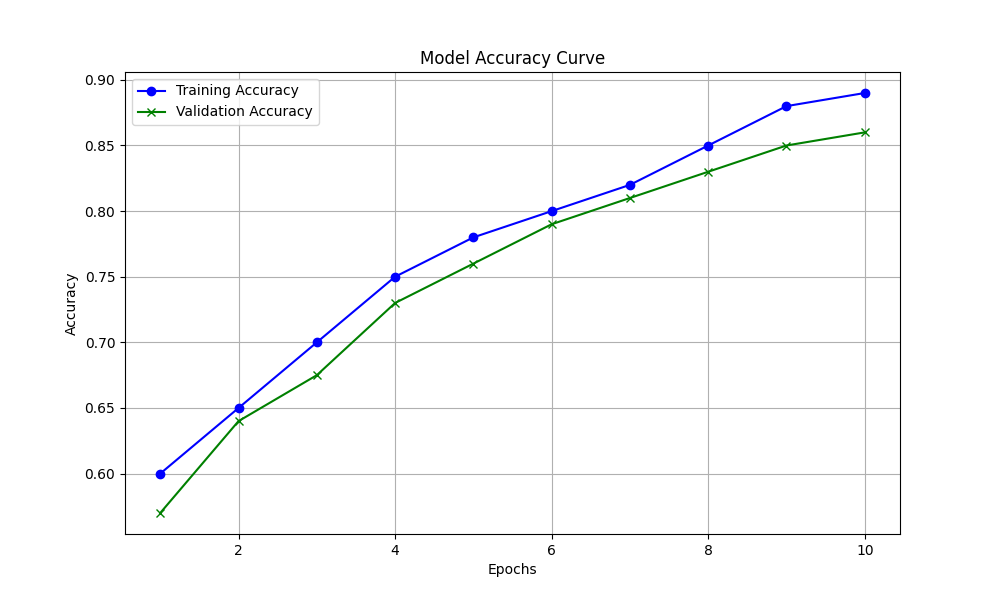 Model Accuracy Curve
Training Accuracy
Validation Accuracy
0.90
0.85
0.80
0.75
0.70
0.65
0.60
Accuracy
2 4 6 8 10
Epochs